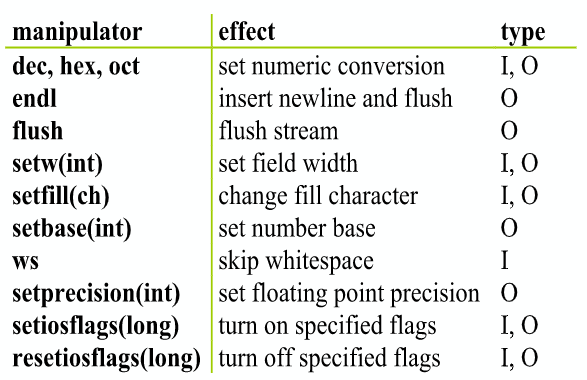 manipulator effect type
dec, hex, oct set numeric conversion I, O
endl insert newline and flush O
flush flush stream O
setw(int) set field width I, O
setfill(ch) change fill character I, O
setbase(int) set number base O
ws skip whitespace I
setprecision(int) set floating point precision O
setiosflags(long) turn on specified flags I, O
resetiosflags(long) turn off specified flags I, O